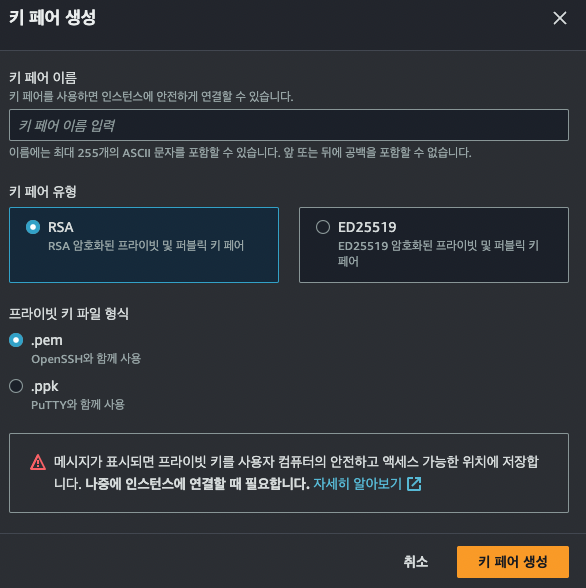 키 페어 생성
키 페어 이름
키 페어를 사용하면 인스턴스에 안전하게 연결할 수 있습니다.
키 페어 이름 입력
이름에는 최대 255개의 ASCII 문자를 포함할 수 있습니다. 앞 또는 뒤에 공백을 포함할 수 없습니다.
키 페어 유형
RSA
RSA 암호화된 프라이빗 및 퍼블릭 키 페어
ED25519
ED25519 암호화된 프라이빗 및 퍼블릭 키
페어
프라이빗 키 파일 형식
.pem
OpenSSH와 함께 사용
.ppk
PuTTY와 함께 사용
메시지가 표시되면 프라이빗 키를 사용자 컴퓨터의 안전하고 액세스 가능한 위치에 저장합
니다. 나중에 인스턴스에 연결할 때 필요합니다. 자세히 알아보기
취소
키 페어 생성